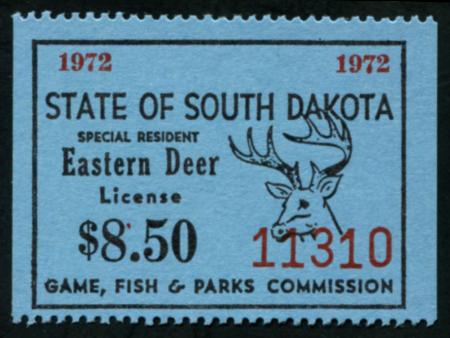 1972 1972
STATE OF SOUTH DAKOTA
SPECIAL RESIDENT
Eastern Deer
License
$8.50 11310
GAME, FISH & PARKS COMMISSION